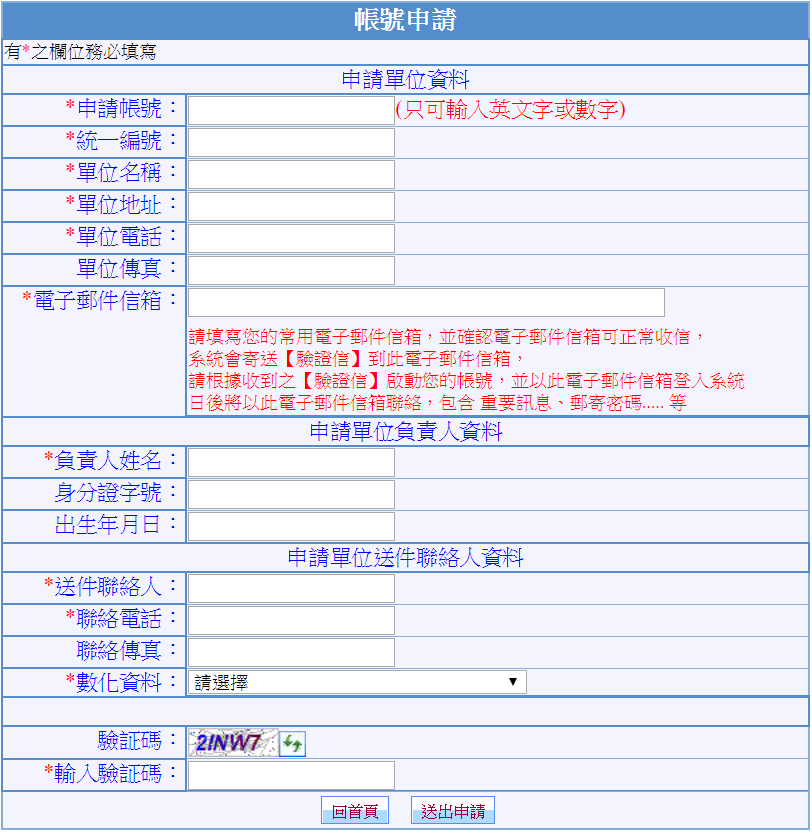 帳號申請
有*之欄位務必填寫
申請單位資料
*申請帳號：(只可輸入英文字或數字)
*統一編號：
*單位名稱：
*單位地址：
*單位電話：
單位傳真：
*電子郵件信箱：
請填寫您的常用電子郵件信箱，並確認電子郵件信箱可正常收信，
系統會寄送【驗證信】到此電子郵件信箱，
請根據收到之【驗證信】啟動您的帳號，並以此電子郵件信箱登入系統
日後將以此電子郵件信箱聯絡，包含 重要訊息、郵寄密碼..... 等
申請單位負責人資料
*負責人姓名：
身分證字號：
出生年月日：
申請單位送件聯絡人資料
*送件聯絡人：
*聯絡電話：
聯絡傳真：
*數化資料：請選擇
驗証碼：2INW7
*輸入驗証碼：
回首頁 送出申請